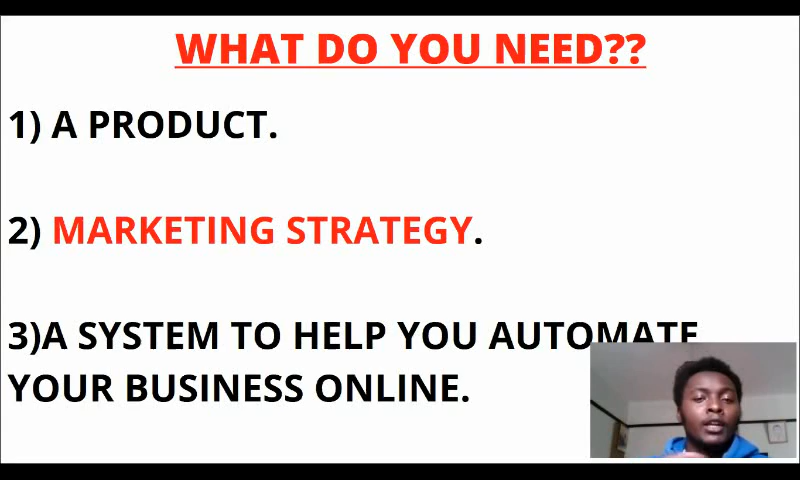 WHAT DO YOU NEED??
1) A PRODUCT.
2) MARKETING STRATEGY.
3)A SYSTEM TO HELP YOU AUTOMATE
YOUR BUSINESS ONLINE.